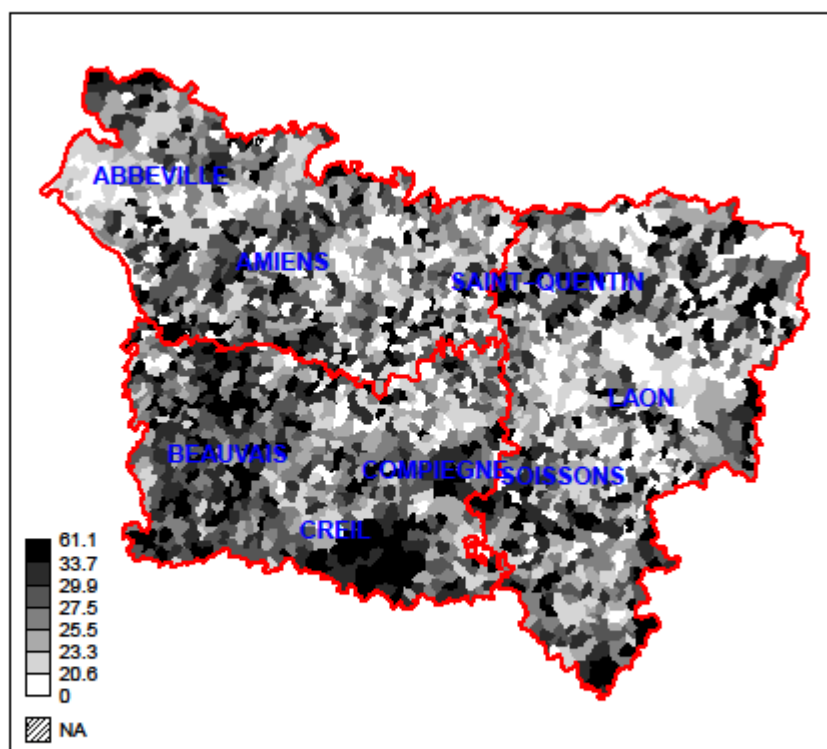 ABBEVILLE
AMIENS
SAINT-QUENTIN
LAON
BEAUVAIS
COMPIEGNE
SOISSONS
CREIL
61.1
33.7
29.9
27.5
25.5
23.3
20.6
0
NA